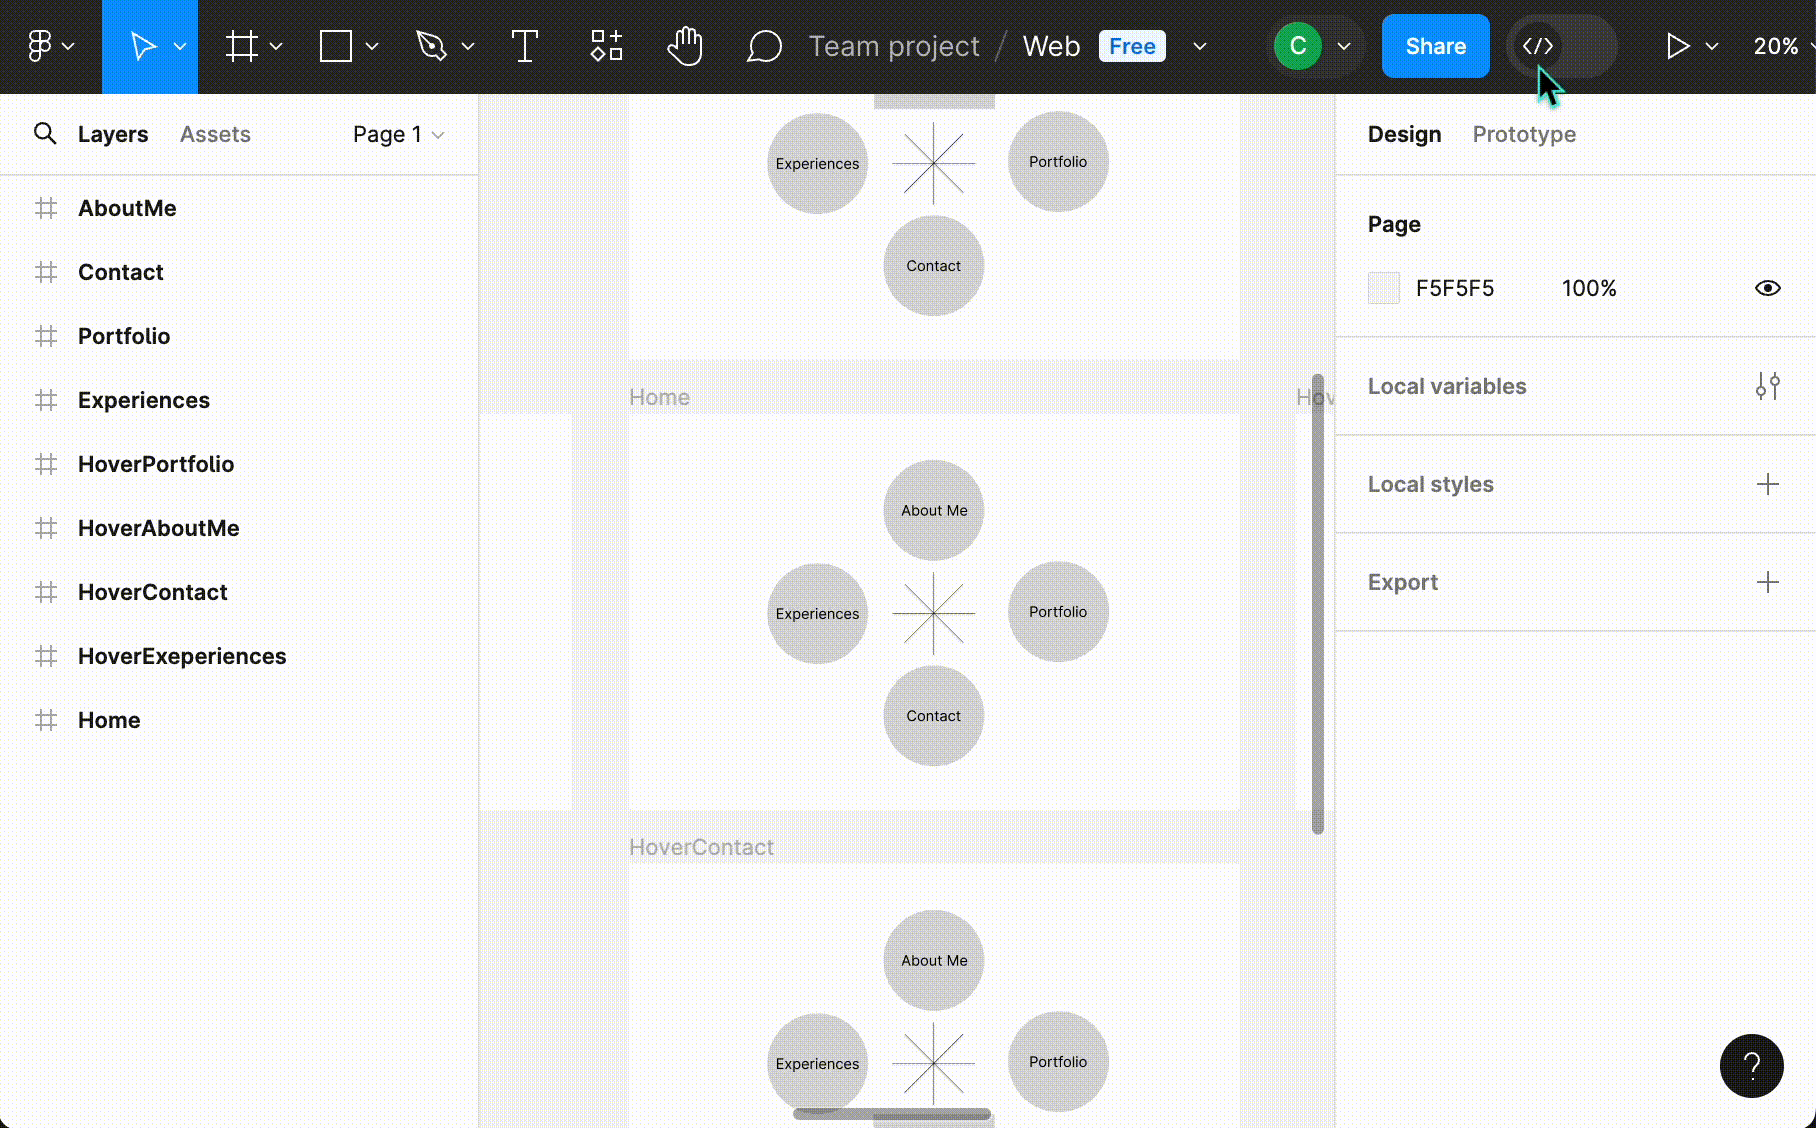 Team project / Web Free
C
Share
20%
Layers
Assets
Page 1
AboutMe
Contact
Portfolio
Experiences
HoverPortfolio
HoverAboutMe
HoverContact
HoverExeperiences
Home
Experiences
Portfolio
Contact
Home
Hov
About Me
Experiences
Portfolio
Contact
HoverContact
About Me
Experiences
Portfolio
Design
Prototype
Page
F5F5F5
100%
Local variables
Local styles
Export
?